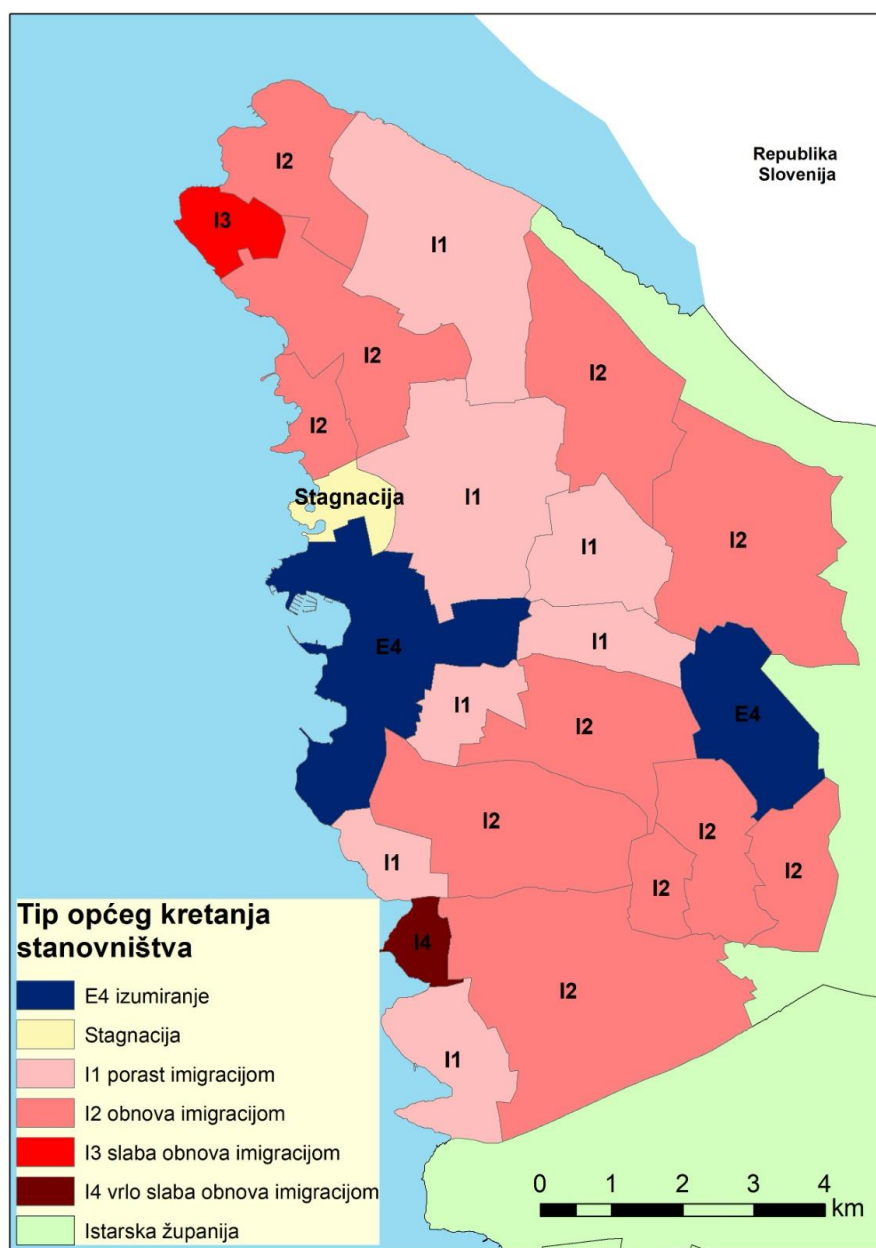 Republika
Slovenija
I2
I1
I3
I2
I2
I2
Stagnacija
I1
I2
I1
E4
I1
I1
I2
E4
I2
I2
I2
I1
I2
I4
I2
I1
Tip općeg kretanja
stanovništva
E4 izumiranje
Stagnacija
I1 porast imigracijom
I2 obnova imigracijom
I3 slaba obnova imigracijom
I4 vrlo slaba obnova imigracijom
Istarska županija
0 1 2 3 4
km